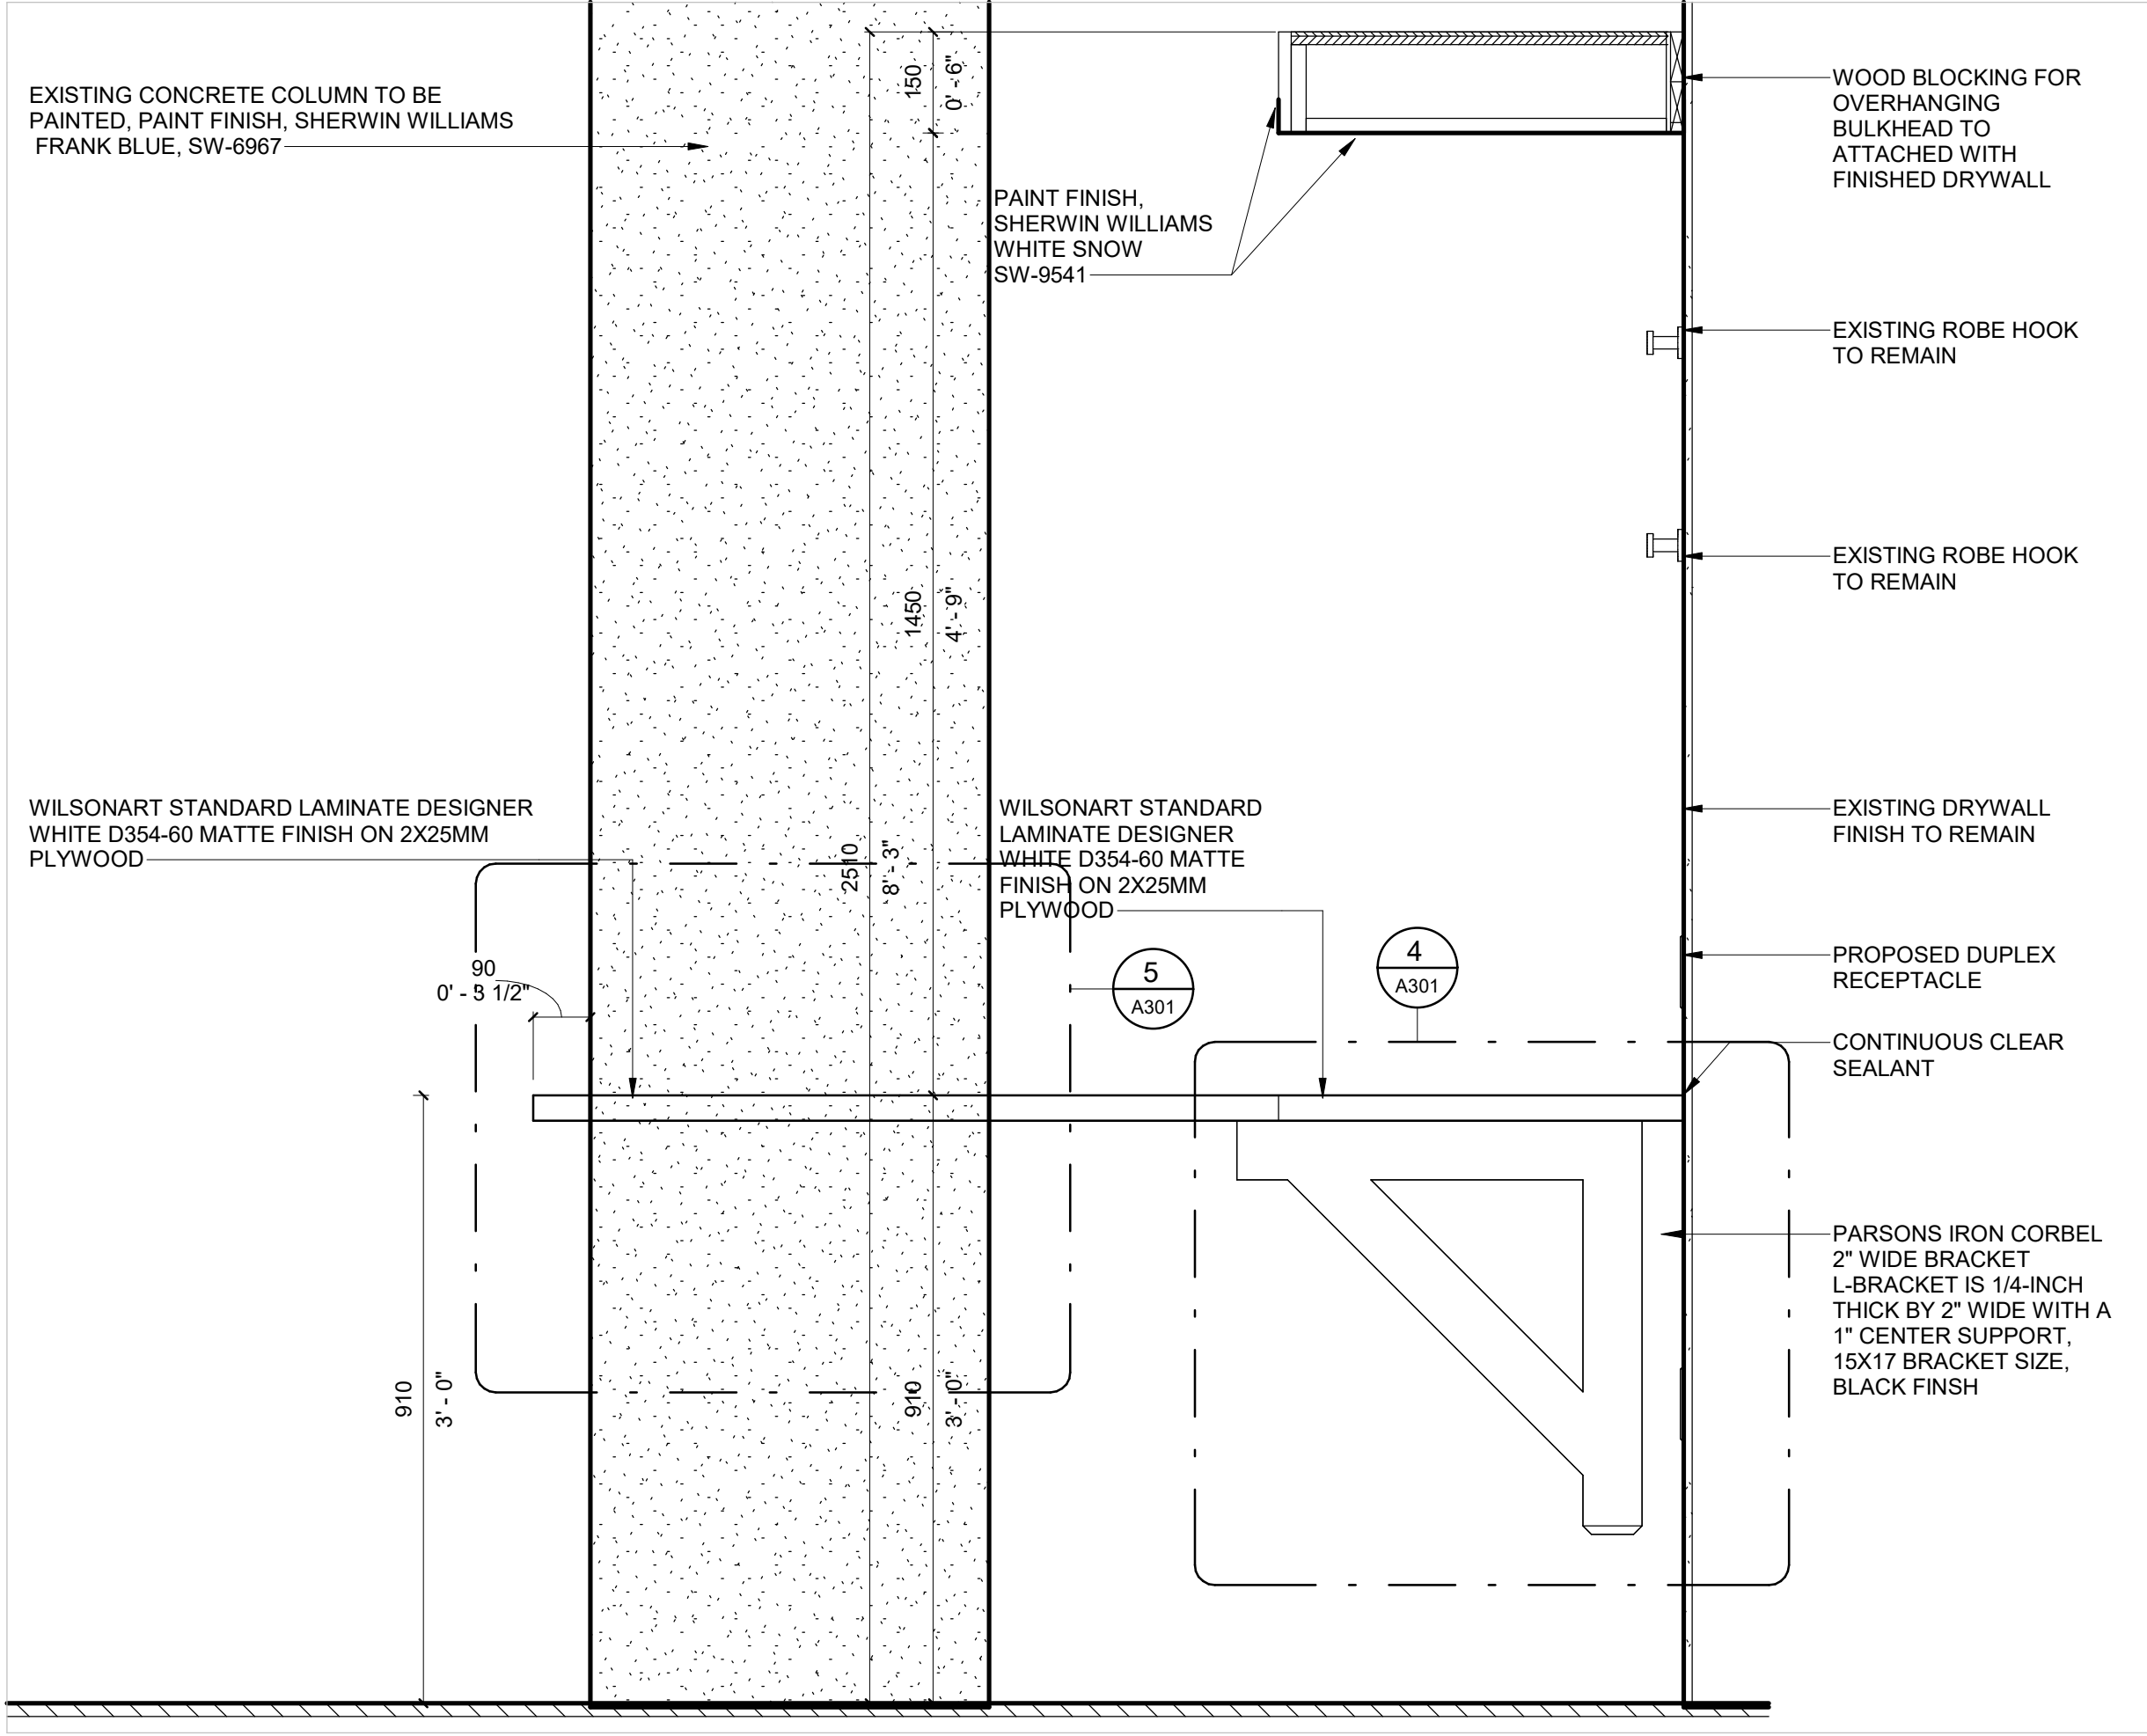 EXISTING CONCRETE COLUMN TO BE
PAINTED, PAINT FINISH, SHERWIN WILLIAMS
FRANK BLUE, SW-6967
150
0' - 6"
WOOD BLOCKING FOR
OVERHANGING
BULKHEAD TO
ATTACHED WITH
FINISHED DRYWALL
PAINT FINISH,
SHERWIN WILLIAMS
WHITE SNOW
SW-9541
EXISTING ROBE HOOK
TO REMAIN
EXISTING ROBE HOOK
TO REMAIN
1450
4' - 9"
WILSONART STANDARD LAMINATE DESIGNER
WHITE D354-60 MATTE FINISH ON 2X25MM
PLYWOOD
2510
8' - 3"
WILSONART STANDARD
LAMINATE DESIGNER
WHITE D354-60 MATTE
FINISH ON 2X25MM
PLYWOOD
EXISTING DRYWALL
FINISH TO REMAIN
90
0' - 3 1/2"
5
A301
4
A301
PROPOSED DUPLEX
RECEPTACLE
CONTINUOUS CLEAR
SEALANT
PARSONS IRON CORBEL
2" WIDE BRACKET
L-BRACKET IS 1/4-INCH
THICK BY 2" WIDE WITH A
1" CENTER SUPPORT,
15X17 BRACKET SIZE,
BLACK FINSH
910
3' - 0"
910
3' - 0"